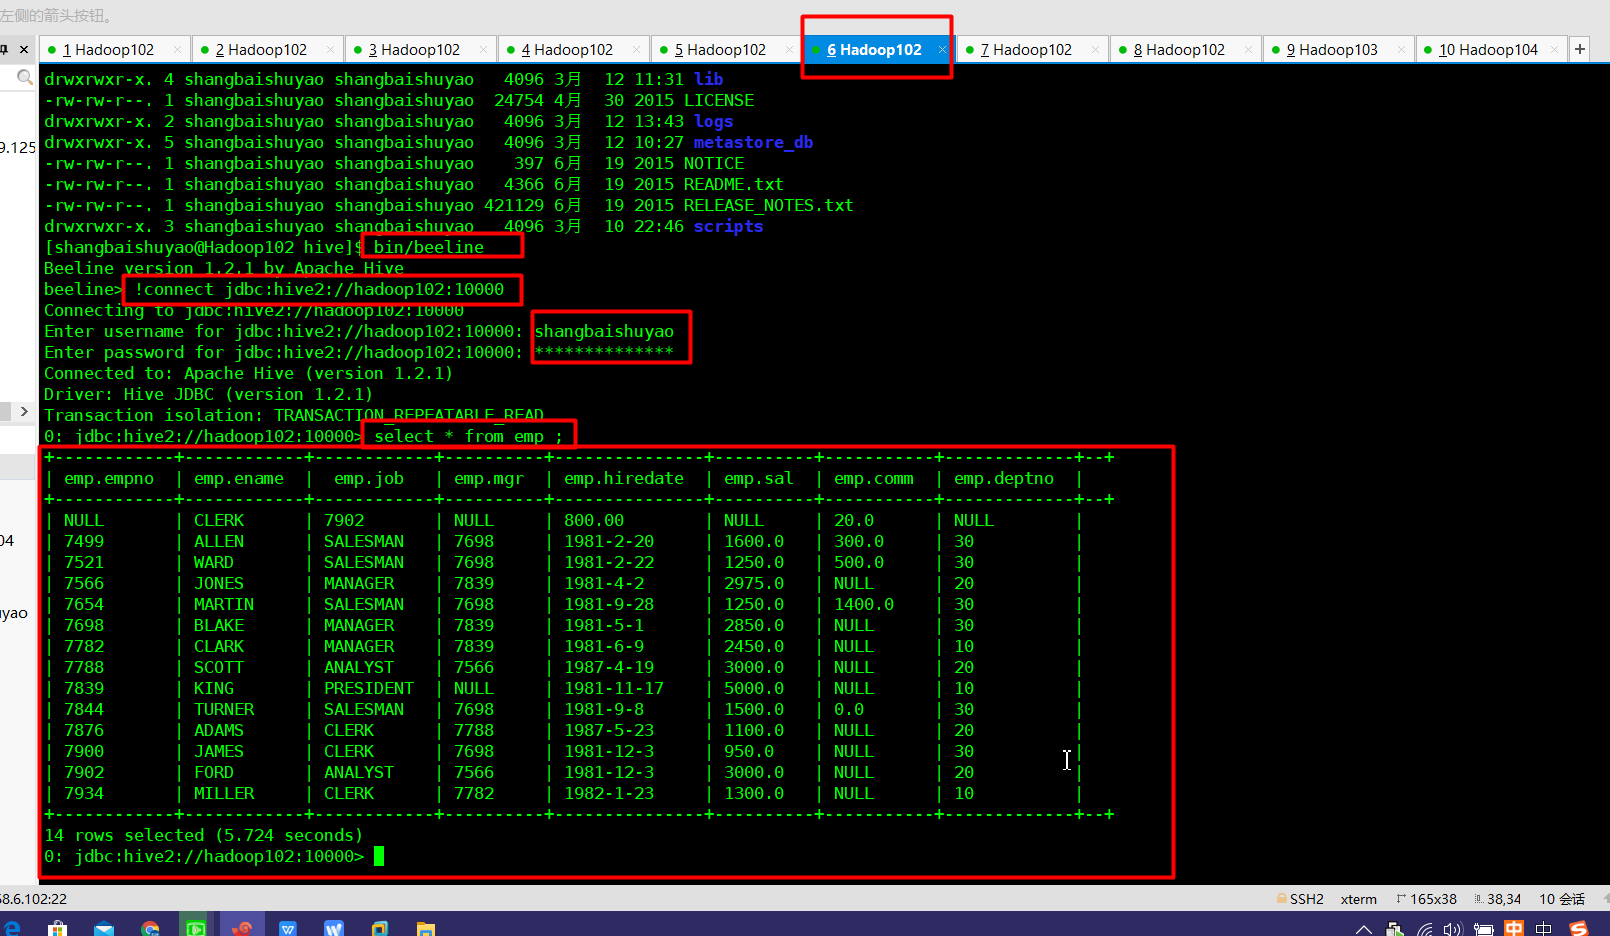 左侧的箭头按钮。
1 Hadoop102 2 Hadoop102 3 Hadoop102 4 Hadoop102 5 Hadoop102 6 Hadoop102 7 Hadoop102 8 Hadoop102 9 Hadoop103 10 Hadoop104
drwxrwxr-x. 4 shangbaishuyao shangbaishuyao   4096 3月  12 11:31 lib
-rw-rw-r--. 1 shangbaishuyao shangbaishuyao  24754 4月  30 2015 LICENSE
drwxrwxr-x. 2 shangbaishuyao shangbaishuyao   4096 3月  12 13:43 logs
drwxrwxr-x. 5 shangbaishuyao shangbaishuyao   4096 3月  12 10:27 metastore_db
-rw-rw-r--. 1 shangbaishuyao shangbaishuyao    397 6月  19 2015 NOTICE
-rw-rw-r--. 1 shangbaishuyao shangbaishuyao   4366 6月  19 2015 README.txt
-rw-rw-r--. 1 shangbaishuyao shangbaishuyao 421129 6月  19 2015 RELEASE_NOTES.txt
drwxrwxr-x. 3 shangbaishuyao shangbaishuyao   4096 3月  10 22:46 scripts
[shangbaishuyao@Hadoop102 hive]$ bin/beeline
Beeline version 1.2.1 by Apache Hive
beeline> !connect jdbc:hive2://hadoop102:10000
Connecting to jdbc:hive2://hadoop102:10000
Enter username for jdbc:hive2://hadoop102:10000: shangbaishuyao
Enter password for jdbc:hive2://hadoop102:10000: **************
Connected to: Apache Hive (version 1.2.1)
Driver: Hive JDBC (version 1.2.1)
Transaction isolation: TRANSACTION_REPEATABLE_READ
0: jdbc:hive2://hadoop102:10000> select * from emp ;
+------------+------------+------------+----------+---------------+----------+-----------+-------------+--+
| emp.empno  | emp.ename  |  emp.job   | emp.mgr  | emp.hiredate  | emp.sal  | emp.comm  | emp.deptno  |
+------------+------------+------------+----------+---------------+----------+-----------+-------------+--+
| NULL       | CLERK      | 7902       | NULL     | 800.00        | NULL     | 20.0      | NULL        |
| 7499       | ALLEN      | SALESMAN   | 7698     | 1981-2-20     | 1600.0   | 300.0     | 30          |
| 7521       | WARD       | SALESMAN   | 7698     | 1981-2-22     | 1250.0   | 500.0     | 30          |
| 7566       | JONES      | MANAGER    | 7839     | 1981-4-2      | 2975.0   | NULL      | 20          |
| 7654       | MARTIN     | SALESMAN   | 7698     | 1981-9-28     | 1250.0   | 1400.0    | 30          |
| 7698       | BLAKE      | MANAGER    | 7839     | 1981-5-1      | 2850.0   | NULL      | 30          |
| 7782       | CLARK      | MANAGER    | 7839     | 1981-6-9      | 2450.0   | NULL      | 10          |
| 7788       | SCOTT      | ANALYST    | 7566     | 1987-4-19     | 3000.0   | NULL      | 20          |
| 7839       | KING       | PRESIDENT  | NULL     | 1981-11-17    | 5000.0   | NULL      | 10          |
| 7844       | TURNER     | SALESMAN   | 7698     | 1981-9-8      | 1500.0   | 0.0       | 30          |
| 7876       | ADAMS      | CLERK      | 7788     | 1987-5-23     | 1100.0   | NULL      | 20          |
| 7900       | JAMES      | CLERK      | 7698     | 1981-12-3     | 950.0    | NULL      | 30          |
| 7902       | FORD       | ANALYST    | 7566     | 1981-12-3     | 3000.0   | NULL      | 20          |
| 7934       | MILLER     | CLERK      | 7782     | 1982-1-23     | 1300.0   | NULL      | 10          |
+------------+------------+------------+----------+---------------+----------+-----------+-------------+--+
14 rows selected (5.724 seconds)
0: jdbc:hive2://hadoop102:10000>
9.125
04
yao
8.6.102:22 SSH2 xterm 165x38 38,34 10 会话
中 中